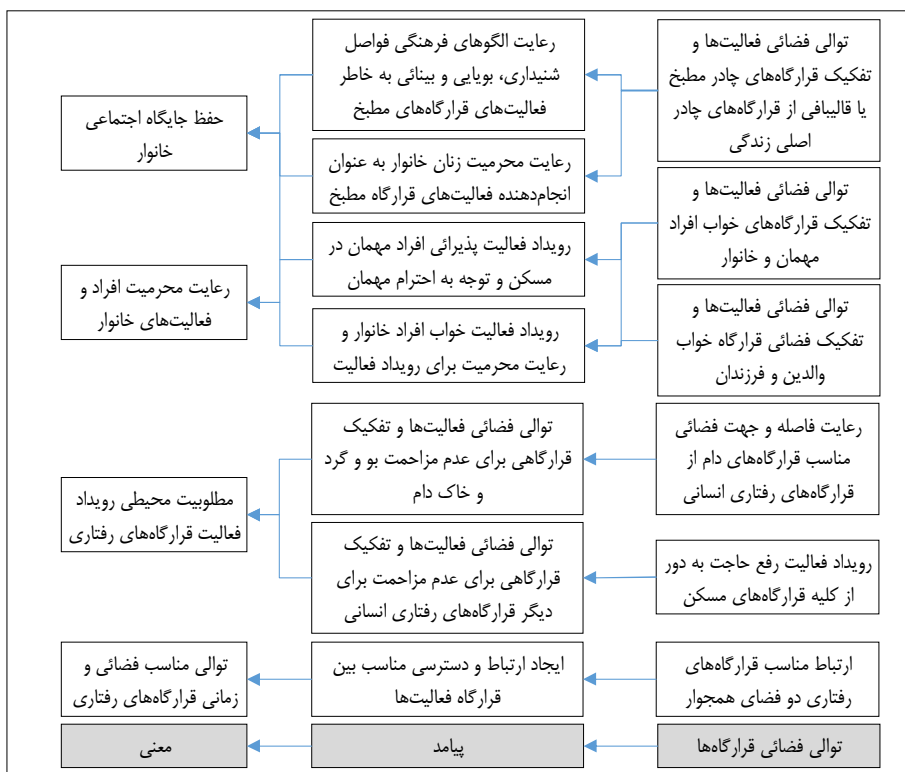 توالی فضائی فعالیت‌ها و
تفکیک قرارگاه‌های چادر مطبخ
یا قالیبافی از قرارگاه‌های چادر
اصلی زندگی
توالی فضائی فعالیت‌ها و
تفکیک قرارگاه‌های خواب افراد
مهمان و خانوار
توالی فضائی فعالیت‌ها و
تفکیک فضائی قرارگاه خواب
والدین و فرزندان
رعایت فاصله و جهت فضائی
مناسب قرارگاه‌های دام از
قرارگاه‌های رفتاری انسانی
رویداد فعالیت رفع حاجت به دور
از کلیه قرارگاه‌های مسکن
ارتباط مناسب قرارگاه‌های
رفتاری دو فضای همجوار
توالی فضائی قرارگاه‌ها
رعایت الگوهای فرهنگی فواصل
شنیداری، بویایی و بینائی به خاطر
فعالیت‌های قرارگاه‌های مطبخ
رعایت محرمیت زنان خانوار به عنوان
انجام‌دهنده فعالیت‌های قرارگاه مطبخ
رویداد فعالیت پذیرائی افراد مهمان در
مسکن و توجه به احترام مهمان
رویداد فعالیت خواب افراد خانوار و
رعایت محرمیت برای رویداد فعالیت
توالی فضائی فعالیت‌ها و تفکیک
قرارگاهی برای عدم مزاحمت بو و گرد
و خاک دام
توالی فضائی فعالیت‌ها و تفکیک
قرارگاهی برای عدم مزاحمت برای
دیگر قرارگاه‌های رفتاری انسانی
ایجاد ارتباط و دسترسی مناسب بین
قرارگاه فعالیت‌ها
پیامد
حفظ جایگاه اجتماعی
خانوار
رعایت محرمیت افراد و
فعالیت‌های خانوار
مطلوبیت محیطی رویداد
فعالیت قرارگاه‌های رفتاری
توالی مناسب فضائی و
زمانی قرارگاه‌های رفتاری
معنی